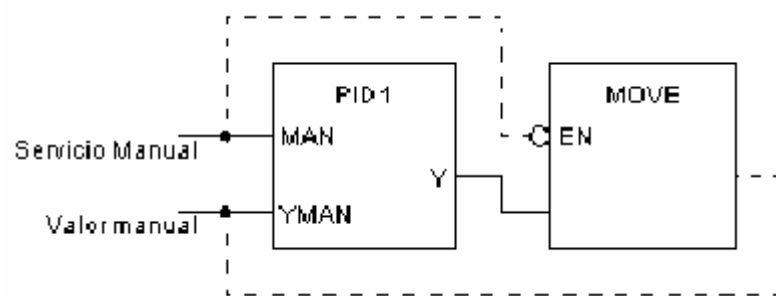 PID1
MOVE
Servicio Manual
MAN
EN
Y
Valor manual
YMAN